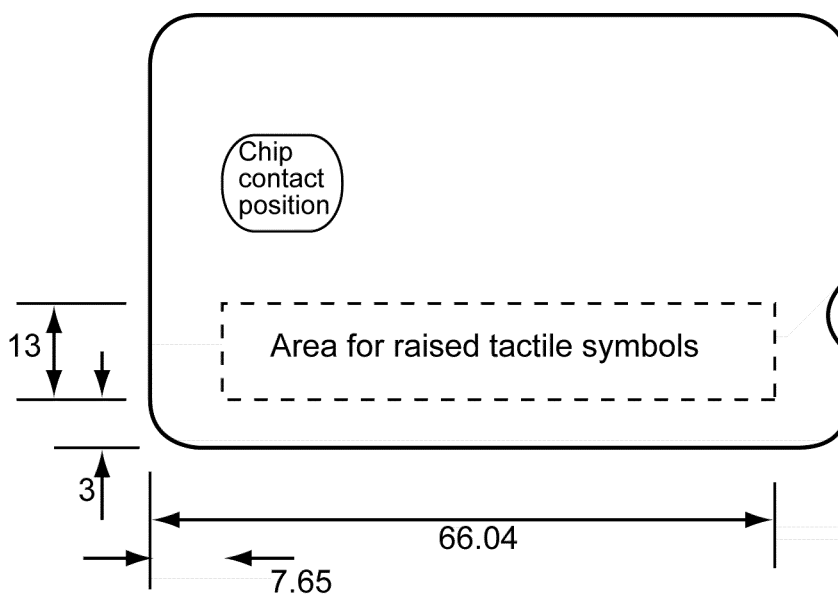 Chip
contact
position
13
Area for raised tactile symbols
3
66.04
7.65